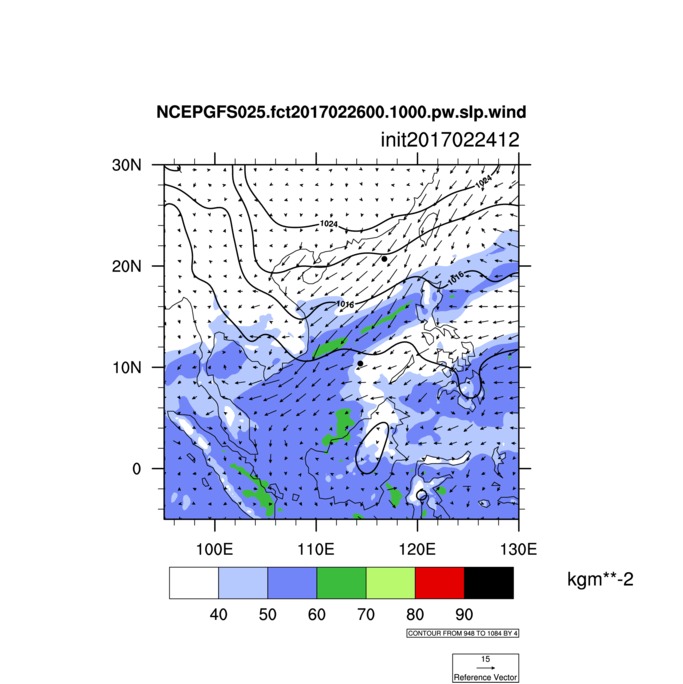 NCEPGFS025.fct2017022600.1000.pw.slp.wind
init2017022412
30N
1024
1024
20N
1016
1016
10N
0
100E 110E 120E 130E
kgm**-2
40 50 60 70 80 90
CONTOUR FROM 948 TO 1084 BY 4
15
Reference Vector